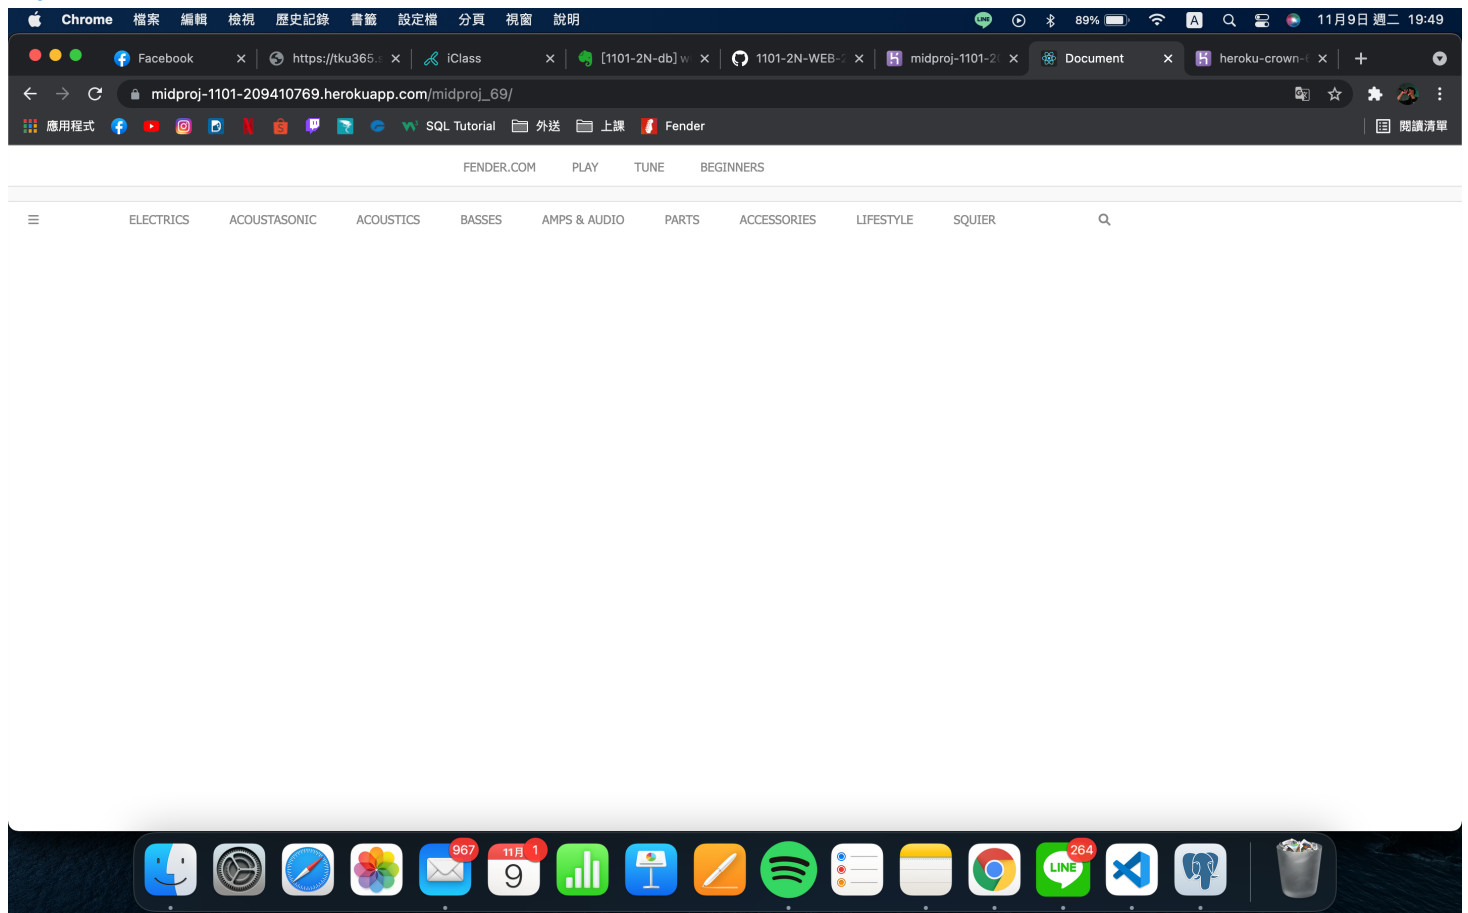 Chrome 檔案 編輯 檢視 歷史記錄 書籤 設定檔 分頁 視窗 說明 LINE 89% A 11月9日 週二 19:49
Facebook https://tku365.s iClass [1101-2N-db] w 1101-2N-WEB-2 midproj-1101-20 Document heroku-crown-6
midproj-1101-209410769.herokuapp.com/midproj_69/
應用程式 SQL Tutorial 外送 上課 Fender 閱讀清單
FENDER.COM PLAY TUNE BEGINNERS
ELECTRICS ACOUSTASONIC ACOUSTICS BASSES AMPS & AUDIO PARTS ACCESSORIES LIFESTYLE SQUIER
967 11月 1 9 LINE 264